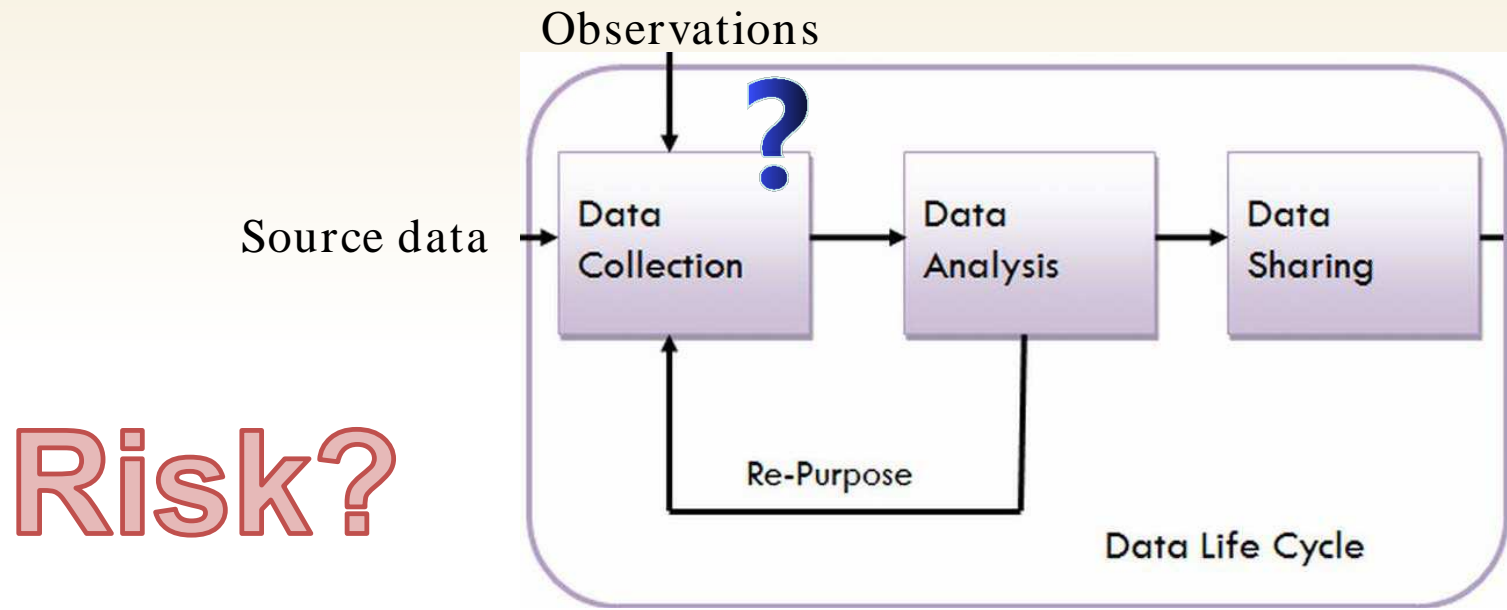 Observations
?
Source data
Data
Collection
Data
Analysis
Data
Sharing
Re-Purpose
Risk?
Data Life Cycle